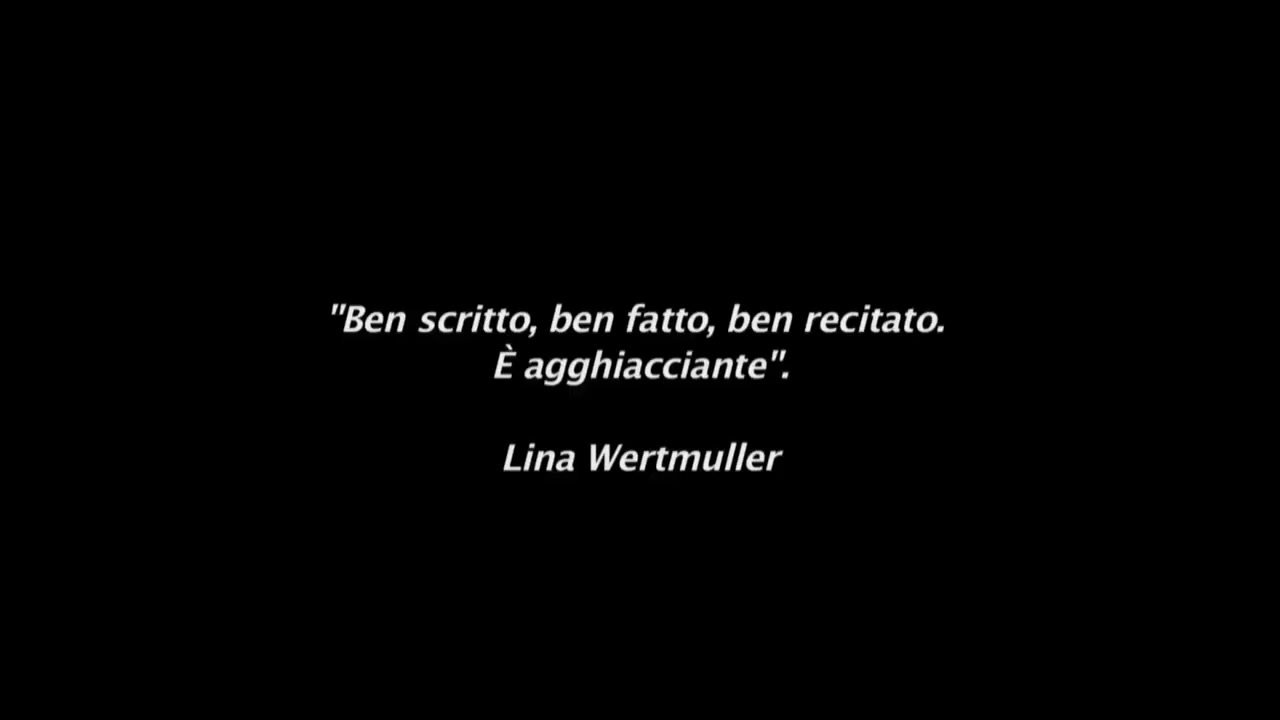 "Ben scritto, ben fatto, ben recitato.
È agghiacciante".
Lina Wertmuller